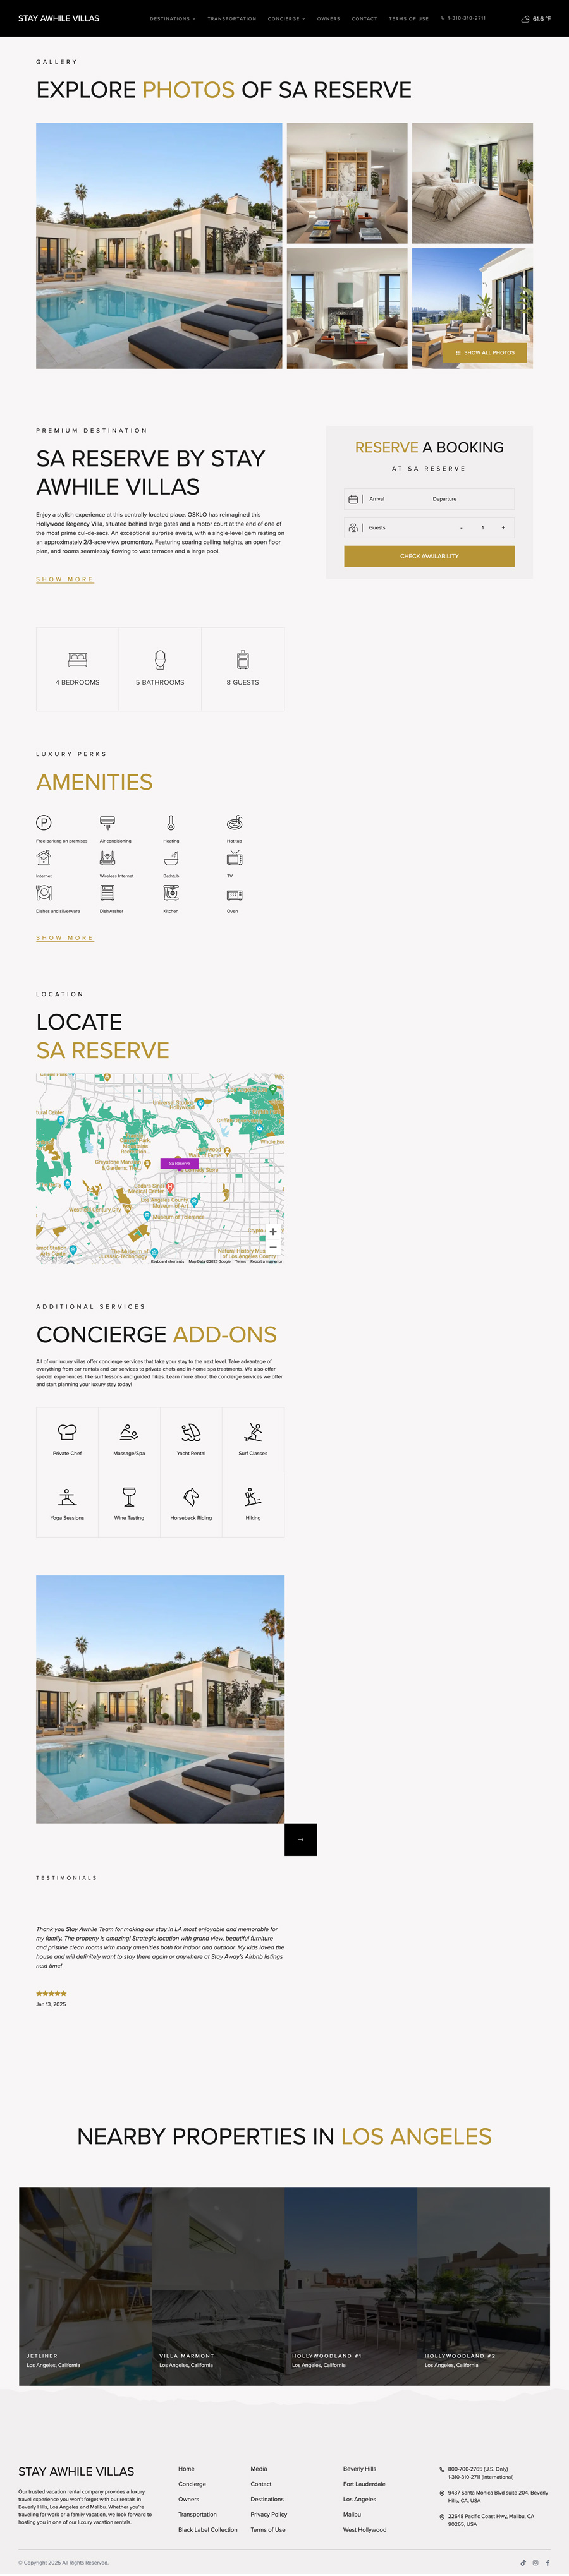 STAY AWHILE VILLAS
DESTINATIONS
TRANSPORTATION
CONCIERGE
OWNERS
CONTACT
TERMS OF USE
1-310-310-2711
61.6 °F
GALLERY
EXPLORE PHOTOS OF SA RESERVE
SHOW ALL PHOTOS
PREMIUM DESTINATION
SA RESERVE BY STAY
AWHILE VILLAS
Enjoy a stylish experience at this centrally-located place. OSKLO has reimagined this
Hollywood Regency Villa, situated behind large gates and a motor court at the end of one of
the most prime cul-de-sacs. An exceptional surprise awaits, with a single-level gem resting on
an approximately 2/3-acre view promontory. Featuring soaring ceiling heights, an open floor
plan, and rooms seamlessly flowing to vast terraces and a large pool.
SHOW MORE
RESERVE A BOOKING
AT SA RESERVE
Arrival
Departure
Guests
-
1
+
CHECK AVAILABILITY
4 BEDROOMS
5 BATHROOMS
8 GUESTS
LUXURY PERKS
AMENITIES
Free parking on premises
Air conditioning
Heating
Hot tub
Internet
Wireless Internet
Bathtub
TV
Dishes and silverware
Dishwasher
Kitchen
Oven
SHOW MORE
LOCATION
LOCATE
SA RESERVE
Sa Reserve
Greystone Mansion
& Gardens: The
Cedars-Sinai
Medical Center
Los Angeles County
Museum of Art
Museum of Tolerance
Keyboard shortcuts
Map Data ©2025 Google
Terms
Report a map error
ADDITIONAL SERVICES
CONCIERGE ADD-ONS
All of our luxury villas offer concierge services that take your stay to the next level. Take advantage of
everything from car rentals and car services to private chefs and in-home spa treatments. We also offer
special experiences, like surf lessons and guided hikes. Learn more about the concierge services we offer
and start planning your luxury stay today!
Private Chef
Massage/Spa
Yacht Rental
Surf Classes
Yoga Sessions
Wine Tasting
Horseback Riding
Hiking
TESTIMONIALS
Thank you Stay Awhile Team for making our stay in LA most enjoyable and memorable for
my family. The property is amazing! Strategic location with grand view, beautiful furniture
and pristine clean rooms with many amenities both for indoor and outdoor. My kids loved the
house and will definitely want to stay there again or anywhere at Stay Away's Airbnb listings
next time!
Jan 13, 2025
NEARBY PROPERTIES IN LOS ANGELES
JETLINER
Los Angeles, California
VILLA MARMONT
Los Angeles, California
HOLLYWOODLAND #1
Los Angeles, California
HOLLYWOODLAND #2
Los Angeles, California
STAY AWHILE VILLAS
Our trusted vacation rental company provides a luxury
travel experience you won't forget with our rentals in
Beverly Hills, Los Angeles and Malibu. Whether you're
traveling for work or a family vacation, we look forward to
hosting you in one of our luxury vacation rentals.
Home
Concierge
Owners
Transportation
Black Label Collection
Media
Contact
Destinations
Privacy Policy
Terms of Use
Beverly Hills
Fort Lauderdale
Los Angeles
Malibu
West Hollywood
800-700-2765 (U.S. Only)
1-310-310-2711 (International)
9437 Santa Monica Blvd suite 204, Beverly
Hills, CA, USA
22648 Pacific Coast Hwy, Malibu, CA
90265, USA
© Copyright 2025 All Rights Reserved.